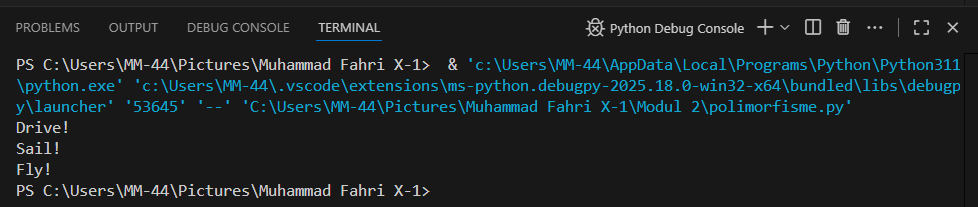 PROBLEMS OUTPUT DEBUG CONSOLE TERMINAL Python Debug Console
PS C:\Users\MM-44\Pictures\Muhammad Fahri X-1>  & 'c:\Users\MM-44\AppData\Local\Programs\Python\Python311
\python.exe' 'c:\Users\MM-44\.vscode\extensions\ms-python.debugpy-2025.18.0-win32-x64\bundled\libs\debugp
y\launcher' '53645' '--' 'C:\Users\MM-44\Pictures\Muhammad Fahri X-1\Modul 2\polimorfisme.py'
Drive!
Sail!
Fly!
PS C:\Users\MM-44\Pictures\Muhammad Fahri X-1>